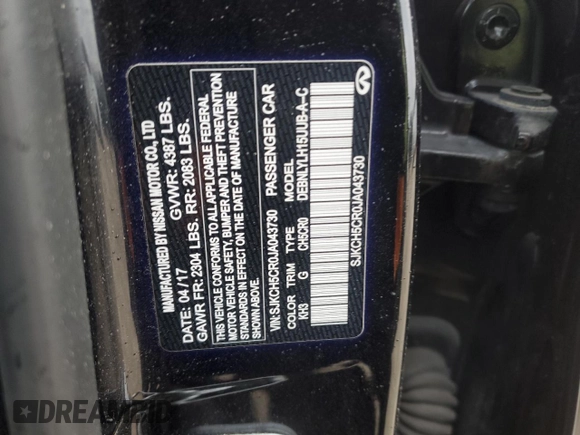 MANUFACTURED BY NISSAN MOTOR CO., LTD
DATE: 04/17 GVWR: 4387 LBS.
GAWR FR: 2304 LBS. RR: 2083 LBS.
THIS VEHICLE CONFORMS TO ALL APPLICABLE FEDERAL
MOTOR VEHICLE SAFETY, BUMPER AND THEFT PREVENTION
STANDARDS IN EFFECT ON THE DATE OF MANUFACTURE
SHOWN ABOVE.
VIN:SJKCH5CR0JA043730 PASSENGER CAR
COLOR TRIM TYPE MODEL
KH3 G CH5CR0 DEBNLYLH15UUB-A-C
SJKCH5CR0JA043730
DREAMFIND